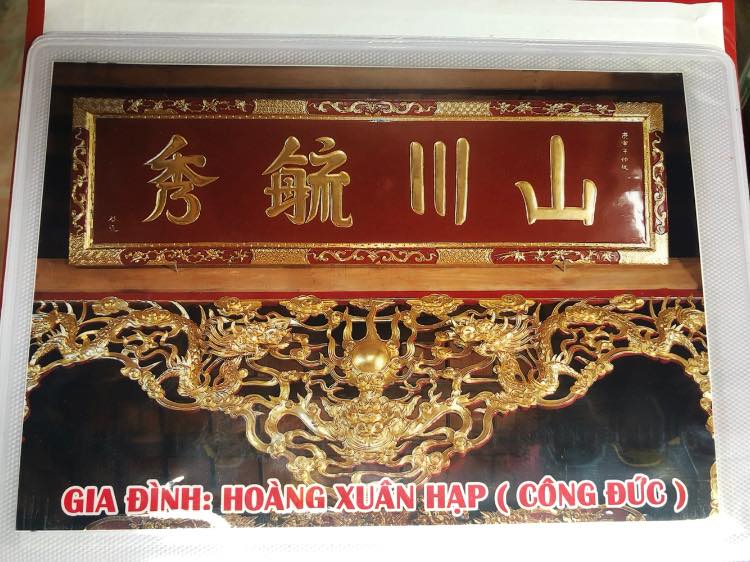 山川毓秀
GIA ĐÌNH: HOÀNG XUÂN HẠP ( CÔNG ĐỨC )